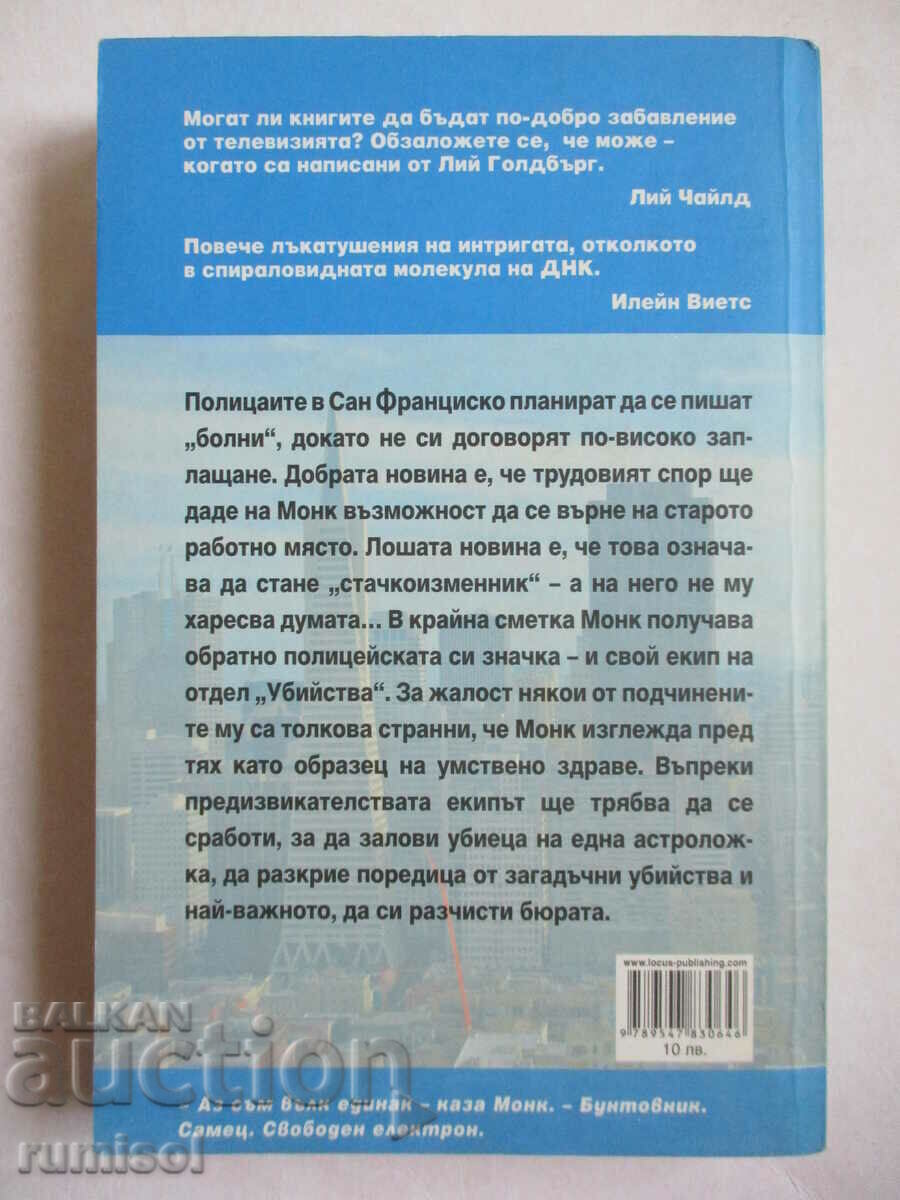 Могат ли книгите да бъдат по-добро забавление
от телевизията? Обзаложете се, че може –
когато са написани от Лий Голдбърг.
Лий Чайлд
Повече лъкатушения на интригата, отколкото
в спираловидната молекула на ДНК.
Илейн Виетс
Полицаите в Сан Франциско планират да се пишат
„болни“, докато не си договорят по-високо зап-
лащане. Добрата новина е, че трудовият спор ще
даде на Монк възможност да се върне на старото
работно място. Лошата новина е, че това означа-
ва да стане „стачкоизменник“ – а на него не му
харесва думата... В крайна сметка Монк получава
обратно полицейската си значка – и свой екип на
отдел „Убийства“. За жалост някои от подчинени-
те му са толкова странни, че Монк изглежда пред
тях като образец на умствено здраве. Въпреки
предизвикателствата екипът ще трябва да се
сработи, за да залови убиеца на една астролож-
ка, да разкрие поредица от загадъчни убийства и
най-важното, да си разчисти бюрата.
www.locus-publishing.com
9 789547 830646
10 лв.
BALKAN
auction
– Аз съм вълк единак – каза Монк. – Бунтовник.
Самец. Свободен електрон.
rumisol